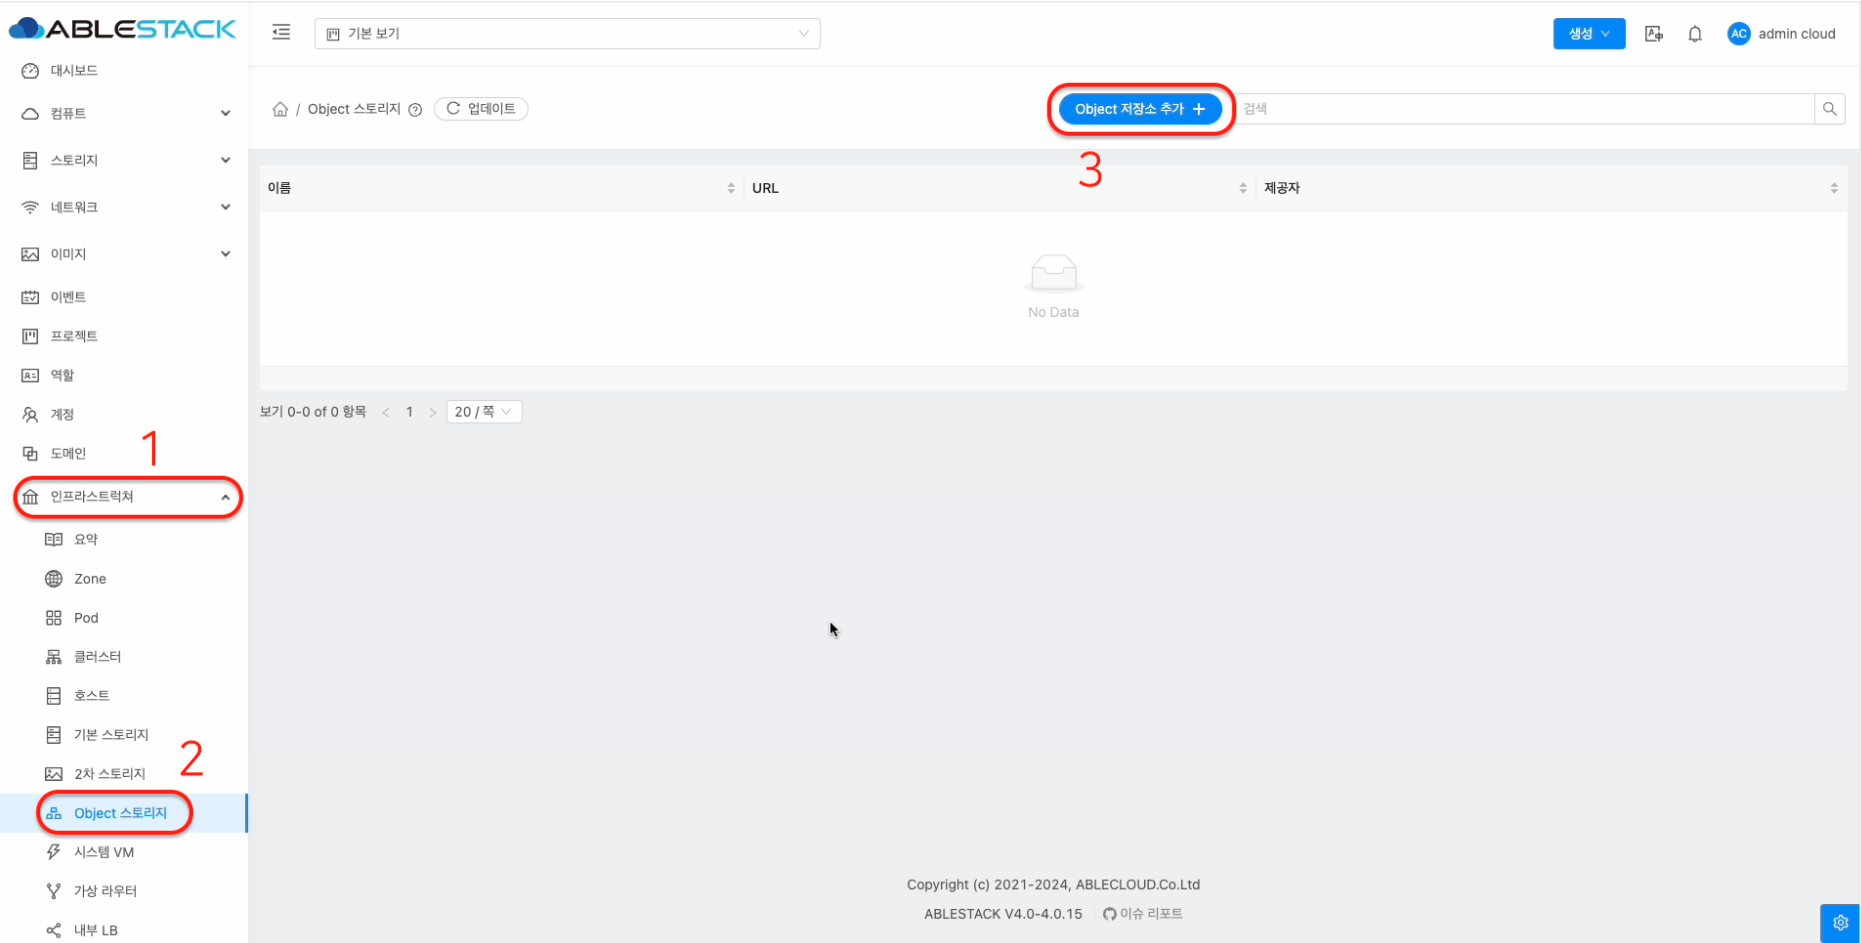 ABLESTACK
기본 보기
생성
AC admin cloud
대시보드
컴퓨트
스토리지
네트워크
이미지
이벤트
프로젝트
역할
계정
도메인
1
인프라스트럭쳐
요약
Zone
Pod
클러스터
호스트
기본 스토리지
2차 스토리지
2
Object 스토리지
시스템 VM
가상 라우터
내부 LB
/ Object 스토리지
업데이트
Object 저장소 추가 +
검색
3
이름
URL
제공자
No Data
보기 0-0 of 0 항목 < 1 > 20 / 쪽
Copyright (c) 2021-2024, ABLECLOUD.Co.Ltd
ABLESTACK V4.0-4.0.15
이슈 리포트